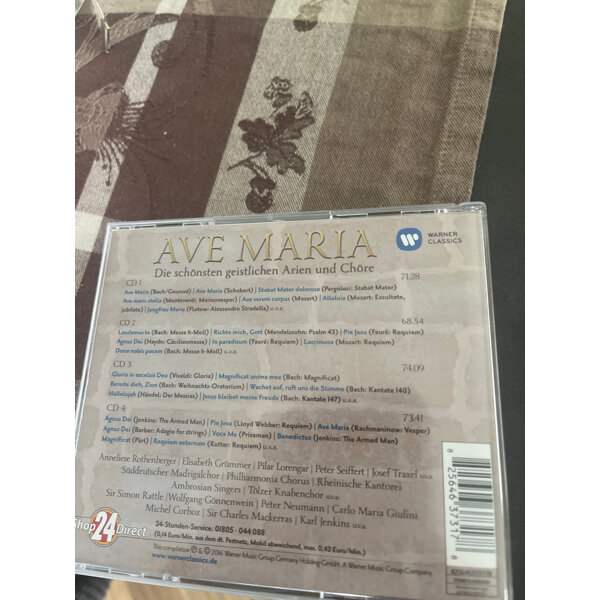 AVE MARIA
WARNER
CLASSICS
Die schönsten geistlichen Arien und Chöre
CD 1 71.28
Ave Maria (Bach/Gounod) | Ave Maria (Schubert) | Stabat Mater dolorosa (Pergolesi: Stabat Mater)
Ave maris stella (Monteverdi: Marienvesper) | Ave verum corpus (Mozart) | Alleluia (Mozart: Exsultate,
jubilate) | Jungfrau Maria (Flotow: Alessandro Stradella) u.v.a.
CD 2 68.54
Laudamus te (Bach: Messe h-Moll) | Richte mich, Gott (Mendelssohn: Psalm 43) | Pie Jesu (Fauré: Requiem)
Agnus Dei (Haydn: Cäcilienmesse) | In paradisum (Fauré: Requiem) | Lacrimosa (Mozart: Requiem)
Dona nobis pacem (Bach: Messe h-Moll) u.v.a.
CD 3 74.09
Gloria in excelsis Deo (Vivaldi: Gloria) | Magnificat anima mea (Bach: Magnificat)
Bereite dich, Zion (Bach: Weihnachts-Oratorium) | Wachet auf, ruft uns die Stimme (Bach: Kantate 140)
Hallelujah (Händel: Der Messias) | Jesus bleibet meine Freude (Bach: Kantate 147) u.v.a.
CD 4 73.41
Agnus Dei (Jenkins: The Armed Man) | Pie Jesu (Lloyd Webber: Requiem) | Ave Maria (Rachmaninow: Vesper)
Agnus Dei (Barber: Adagio for strings) | Voca Me (Prizeman) | Benedictus (Jenkins: The Armed Man)
Magnificat (Pärt) | Requiem aeternam (Rutter: Requiem) u.v.a.
Anneliese Rothenberger | Elisabeth Grümmer | Pilar Lorengar | Peter Seiffert | Josef Traxel u.v.a.
Süddeutscher Madrigalchor | Philharmonia Chorus | Rheinische Kantorei
Ambrosian Singers | Tölzer Knabenchor u.v.a.
Sir Simon Rattle | Wolfgang Gönnenwein | Peter Neumann | Carlo Maria Giulini
Michel Corboz | Sir Charles Mackerras | Karl Jenkins u.v.a.
Shop 24 Direct
24-Stunden-Service: 01805 - 044 088
(0,14 Euro/Min. aus dem dt. Festnetz, Mobil abweichend, max. 0,42 Euro/Min.)
This compilation ℗ & © 2016 Warner Music Group Germany Holding GmbH. A Warner Music Group Company.
www.warnerclassics.de